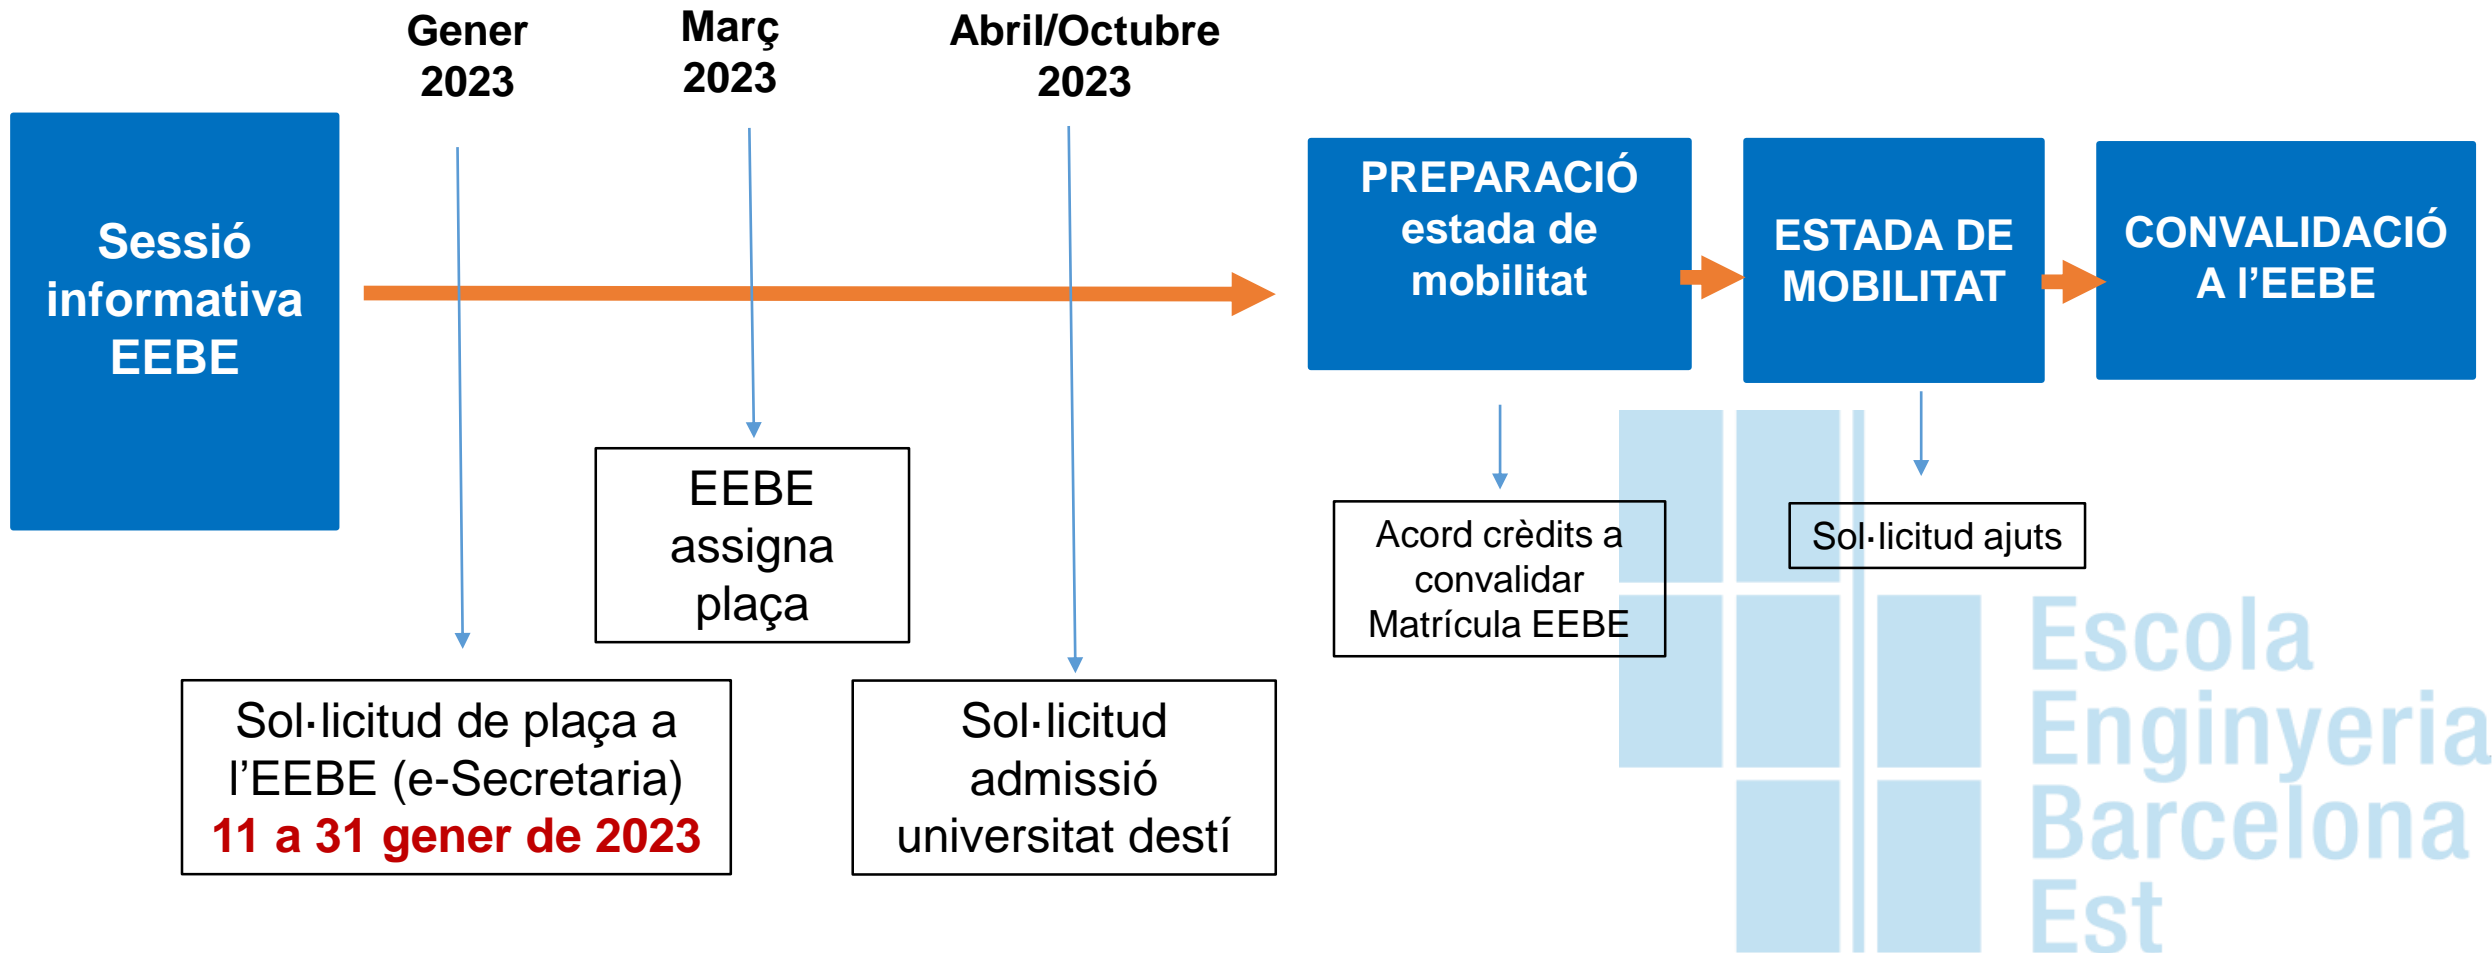 Gener
2023
Març
2023
Abril/Octubre
2023
Sessió
informativa
EEBE
PREPARACIÓ
estada de
mobilitat
ESTADA DE
MOBILITAT
CONVALIDACIÓ
A l’EEBE
EEBE
assigna
plaça
Acord crèdits a
convalidar
Matrícula EEBE
Sol·licitud ajuts
Sol·licitud de plaça a
l’EEBE (e-Secretaria)
11 a 31 gener de 2023
Sol·licitud
admissió
universitat destí
Escola
Enginyeria
Barcelona
Est